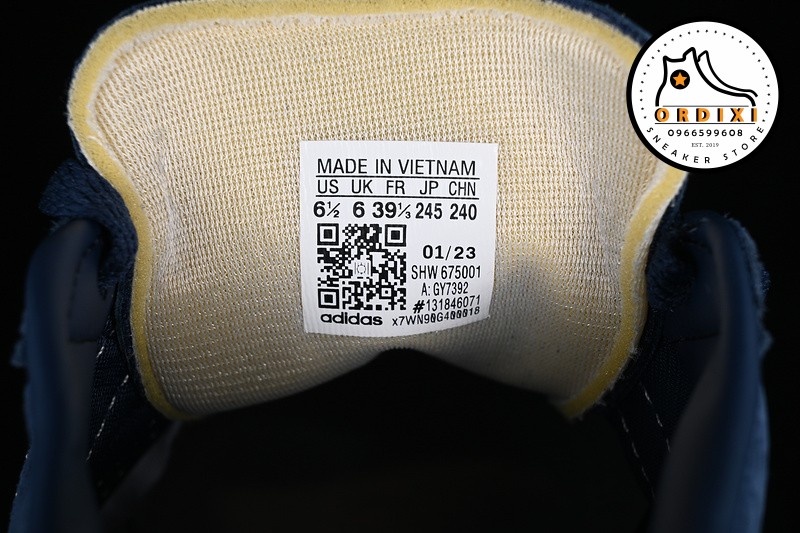 MADE IN VIETNAM
US UK FR JP CHN
6½ 6 39⅓ 245 240
01/23
SHW 675001
A: GY7392
#131846071
adidas x7WN90G400018
ORDIXI
0966599608
EST, 2019
SNEAKER STORE